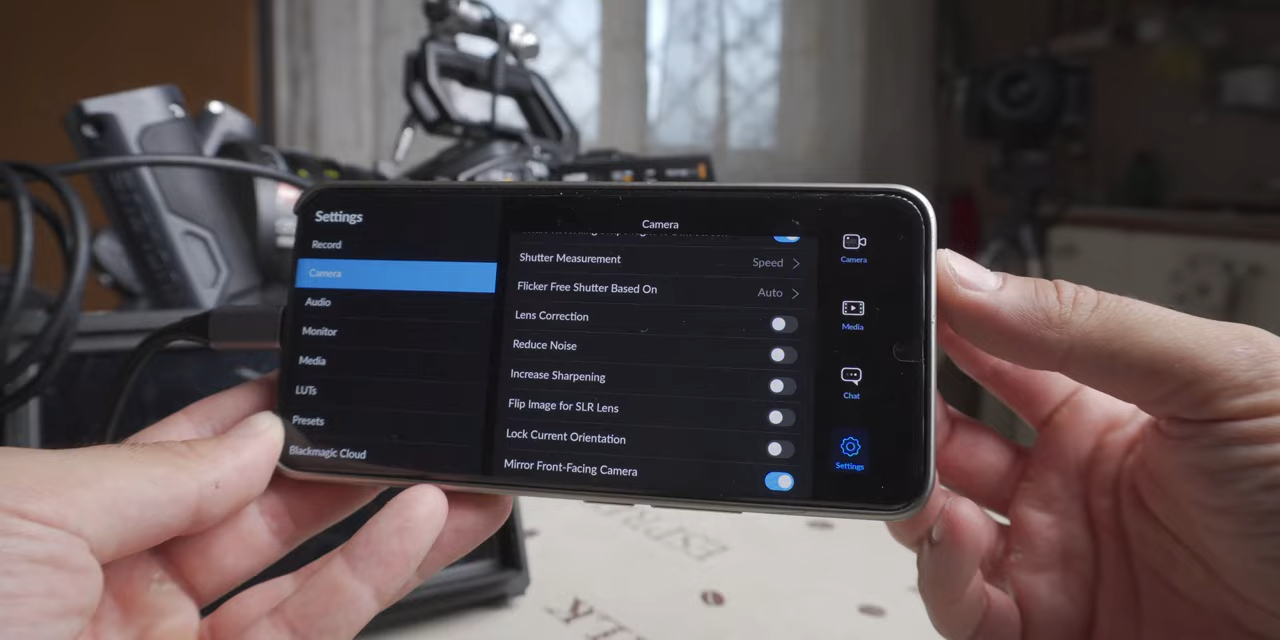 Settings
Record
Camera
Audio
Monitor
Media
LUTs
Presets
Blackmagic Cloud
Camera
Shutter Measurement Speed
Flicker Free Shutter Based On Auto
Lens Correction
Reduce Noise
Increase Sharpening
Flip Image for SLR Lens
Lock Current Orientation
Mirror Front-Facing Camera
Camera
Media
Chat
Settings